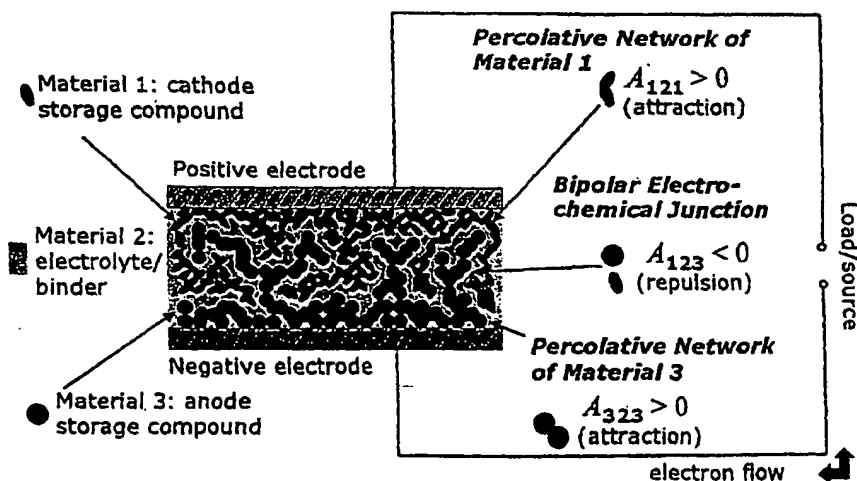 Material 1: cathode
storage compound
Positive electrode
Material 2:
electrolyte/
binder
Negative electrode
Material 3: anode
storage compound
Percolative Network of
Material 1
A121 > 0
(attraction)
Bipolar Electro-
chemical Junction
A123 < 0
(repulsion)
Percolative Network
of Material 3
A323 > 0
(attraction)
Load/source
electron flow